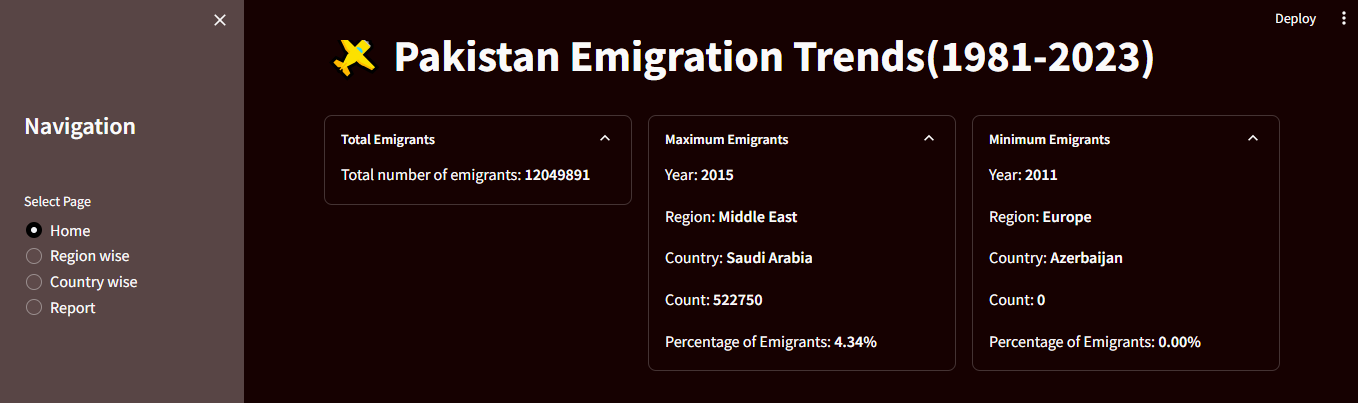 Deploy
Pakistan Emigration Trends(1981-2023)
Navigation
Select Page
Home
Region wise
Country wise
Report
Total Emigrants
Total number of emigrants: 12049891
Maximum Emigrants
Year: 2015
Region: Middle East
Country: Saudi Arabia
Count: 522750
Percentage of Emigrants: 4.34%
Minimum Emigrants
Year: 2011
Region: Europe
Country: Azerbaijan
Count: 0
Percentage of Emigrants: 0.00%